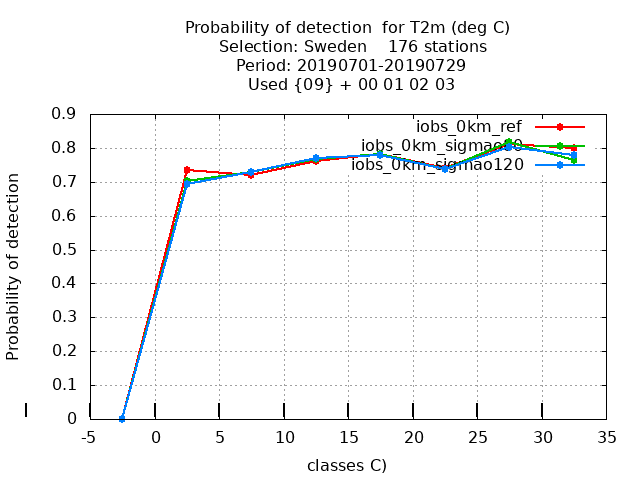 Probability of detection  for T2m (deg C)
Selection: Sweden    176 stations
Period: 20190701-20190729
Used {09} + 00 01 02 03
Probability of detection
0.9
0.8
0.7
0.6
0.5
0.4
0.3
0.2
0.1
0
iobs_0km_ref
iobs_0km_sigmao80
iobs_0km_sigmao120
-5
0
5
10
15
20
25
30
35
classes C)